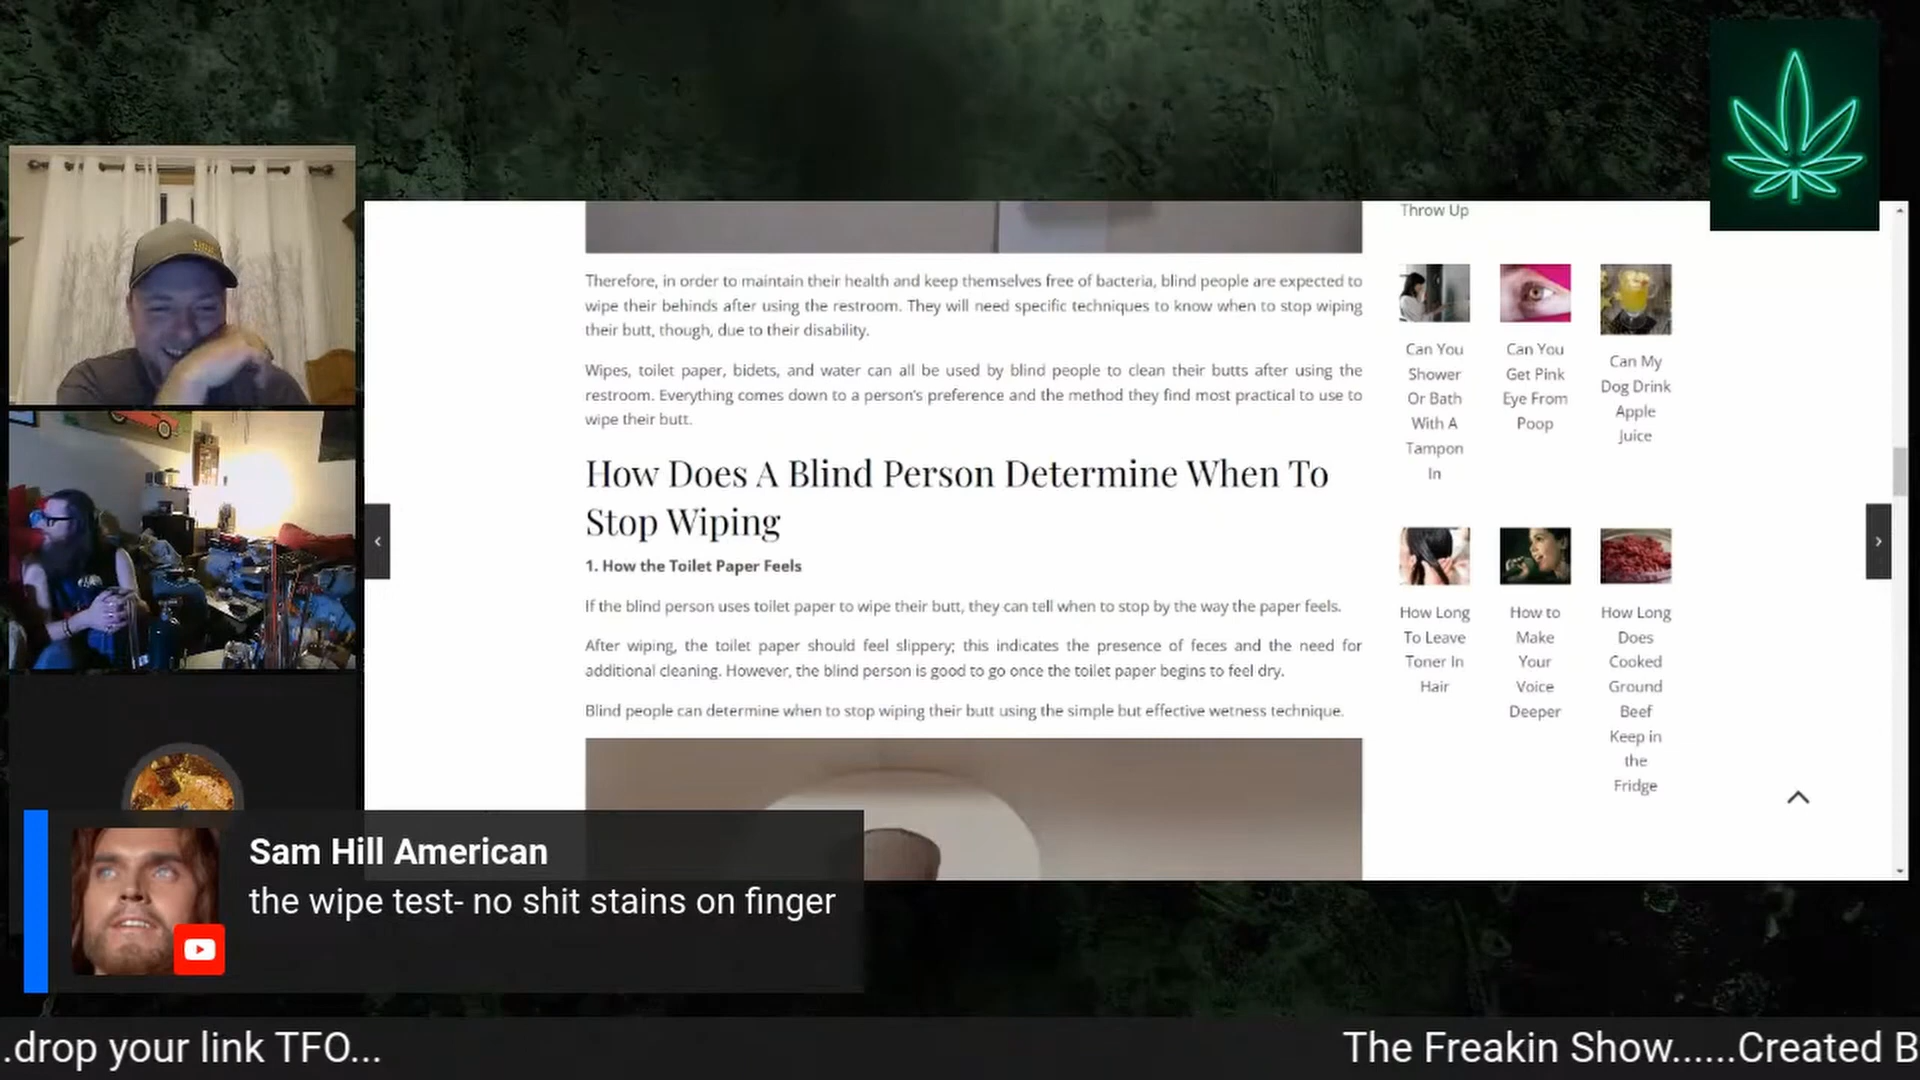 Throw Up
Therefore, in order to maintain their health and keep themselves free of bacteria, blind people are expected to
wipe their behinds after using the restroom. They will need specific techniques to know when to stop wiping
their butt, though, due to their disability.
Wipes, toilet paper, bidets, and water can all be used by blind people to clean their butts after using the
restroom. Everything comes down to a person's preference and the method they find most practical to use to
wipe their butt.
How Does A Blind Person Determine When To
Stop Wiping
1. How the Toilet Paper Feels
If the blind person uses toilet paper to wipe their butt, they can tell when to stop by the way the paper feels.
After wiping, the toilet paper should feel slippery; this indicates the presence of feces and the need for
additional cleaning. However, the blind person is good to go once the toilet paper begins to feel dry.
Blind people can determine when to stop wiping their butt using the simple but effective wetness technique.
Can You
Shower
Or Bath
With A
Tampon
In
Can You
Get Pink
Eye From
Poop
Can My
Dog Drink
Apple
Juice
How Long
To Leave
Toner In
Hair
How to
Make
Your
Voice
Deeper
How Long
Does
Cooked
Ground
Beef
Keep in
the
Fridge
Sam Hill American
the wipe test- no shit stains on finger
.drop your link TFO...
The Freakin Show......Created B